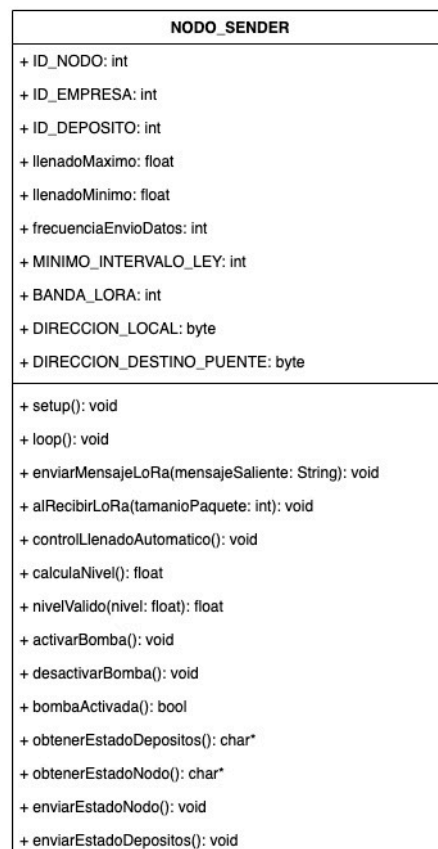 NODO_SENDER
+ ID_NODO: int
+ ID_EMPRESA: int
+ ID_DEPOSITO: int
+ llenadoMaximo: float
+ llenadoMinimo: float
+ frecuenciaEnvioDatos: int
+ MINIMO_INTERVALO_LEY: int
+ BANDA_LORA: int
+ DIRECCION_LOCAL: byte
+ DIRECCION_DESTINO_PUENTE: byte
+ setup(): void
+ loop(): void
+ enviarMensajeLoRa(mensajeSaliente: String): void
+ alRecibirLoRa(tamanioPaquete: int): void
+ controlLlenadoAutomatico(): void
+ calculaNivel(): float
+ nivelValido(nivel: float): float
+ activarBomba(): void
+ desactivarBomba(): void
+ bombaActivada(): bool
+ obtenerEstadoDepositos(): char*
+ obtenerEstadoNodo(): char*
+ enviarEstadoNodo(): void
+ enviarEstadoDepositos(): void